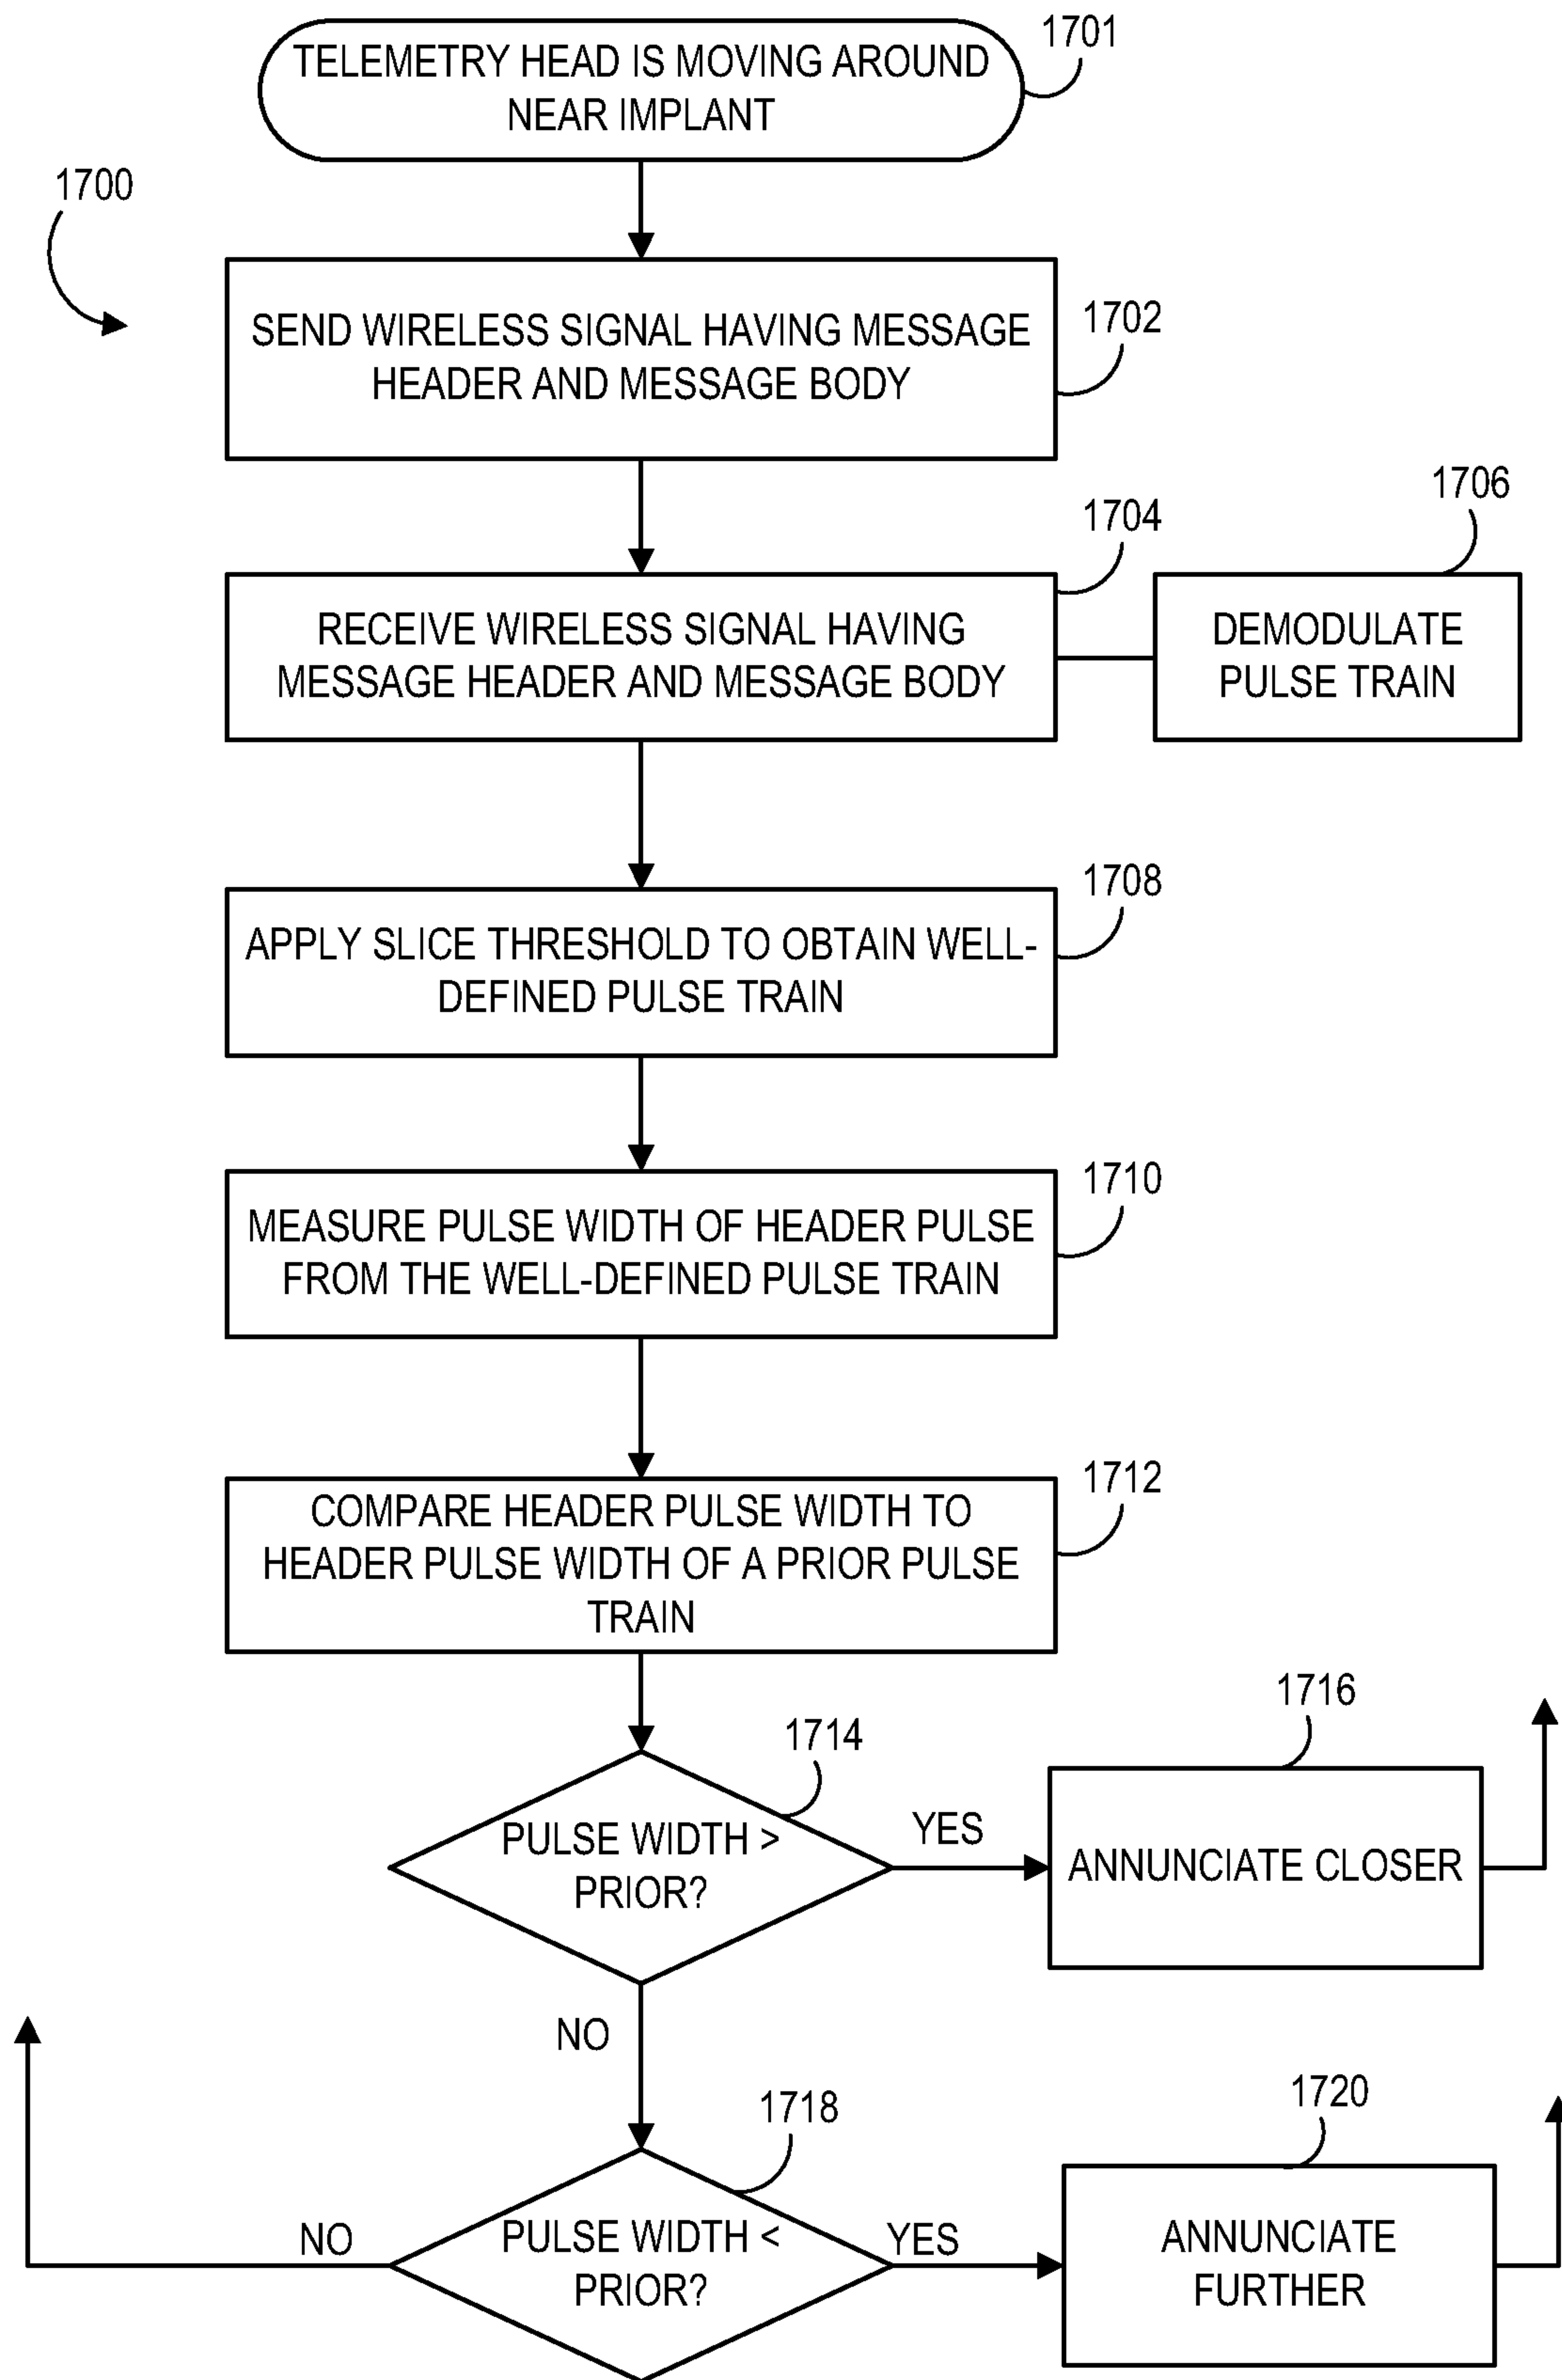 TELEMETRY HEAD IS MOVING AROUND
NEAR IMPLANT
1701
1700
SEND WIRELESS SIGNAL HAVING MESSAGE
HEADER AND MESSAGE BODY
1702
1704
1706
RECEIVE WIRELESS SIGNAL HAVING
MESSAGE HEADER AND MESSAGE BODY
DEMODULATE
PULSE TRAIN
1708
APPLY SLICE THRESHOLD TO OBTAIN WELL-
DEFINED PULSE TRAIN
1710
MEASURE PULSE WIDTH OF HEADER PULSE
FROM THE WELL-DEFINED PULSE TRAIN
1712
COMPARE HEADER PULSE WIDTH TO
HEADER PULSE WIDTH OF A PRIOR PULSE
TRAIN
1714
1716
PULSE WIDTH >
PRIOR?
YES
ANNUNCIATE CLOSER
NO
1718
1720
NO
PULSE WIDTH <
PRIOR?
YES
ANNUNCIATE
FURTHER